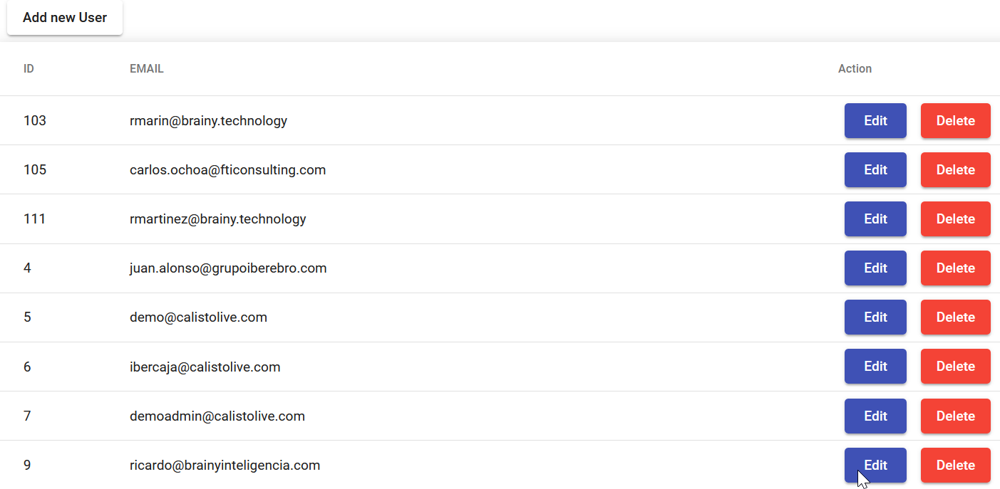 Add new User
ID EMAIL Action
103 rmarin@brainy.technology Edit Delete
105 carlos.ochoa@fticonsulting.com Edit Delete
111 rmartinez@brainy.technology Edit Delete
4 juan.alonso@grupoiberebro.com Edit Delete
5 demo@calistolive.com Edit Delete
6 ibercaja@calistolive.com Edit Delete
7 demoadmin@calistolive.com Edit Delete
9 ricardo@brainyinteligencia.com Edit Delete